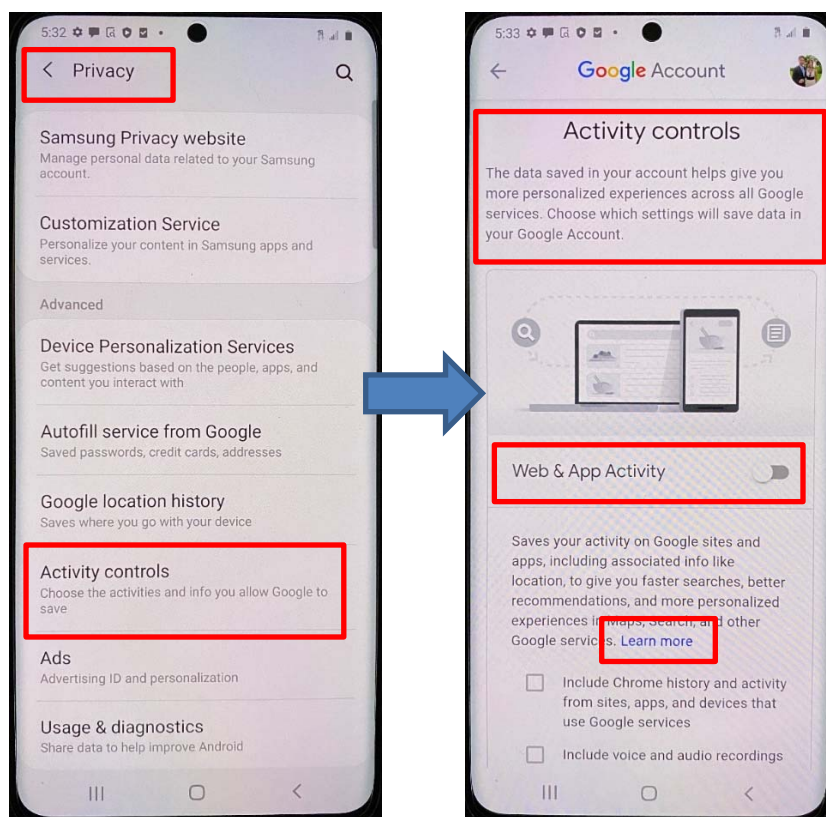 5:32
Privacy
Samsung Privacy website
Manage personal data related to your Samsung
account.
Customization Service
Personalize your content in Samsung apps and
services.
Advanced
Device Personalization Services
Get suggestions based on the people, apps, and
content you interact with
Autofill service from Google
Saved passwords, credit cards, addresses
Google location history
Saves where you go with your device
Activity controls
Choose the activities and info you allow Google to
save
Ads
Advertising ID and personalization
Usage & diagnostics
Share data to help improve Android
5:33
Google Account
Activity controls
The data saved in your account helps give you
more personalized experiences across all Google
services. Choose which settings will save data in
your Google Account.
Web & App Activity
Saves your activity on Google sites and
apps, including associated info like
location, to give you faster searches, better
recommendations, and more personalized
experiences in Maps, Search, and other
Google services. Learn more
Include Chrome history and activity
from sites, apps, and devices that
use Google services
Include voice and audio recordings